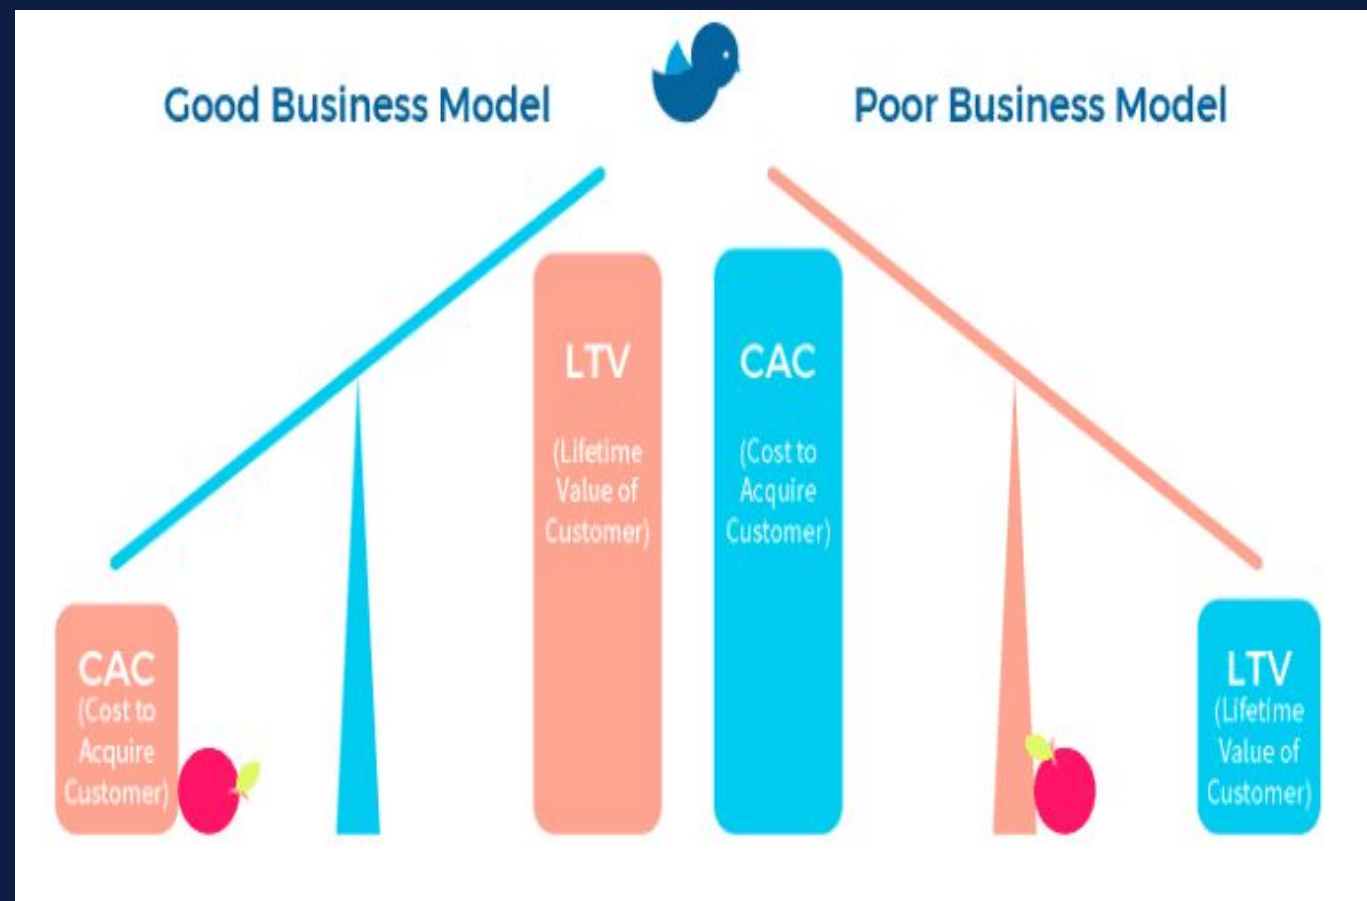 Good Business Model
Poor Business Model
LTV
(Lifetime
Value of
Customer)
CAC
(Cost to
Acquire
Customer)
CAC
(Cost to
Acquire
Customer)
LTV
(Lifetime
Value of
Customer)